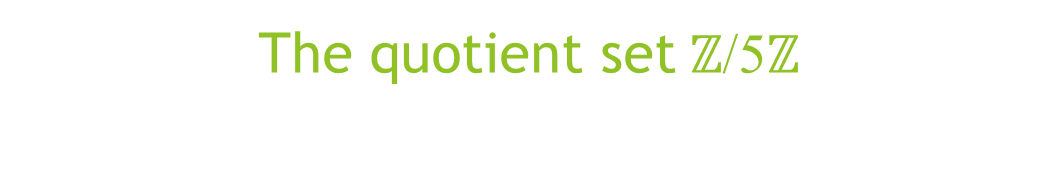 The quotient set ℤ/5ℤ